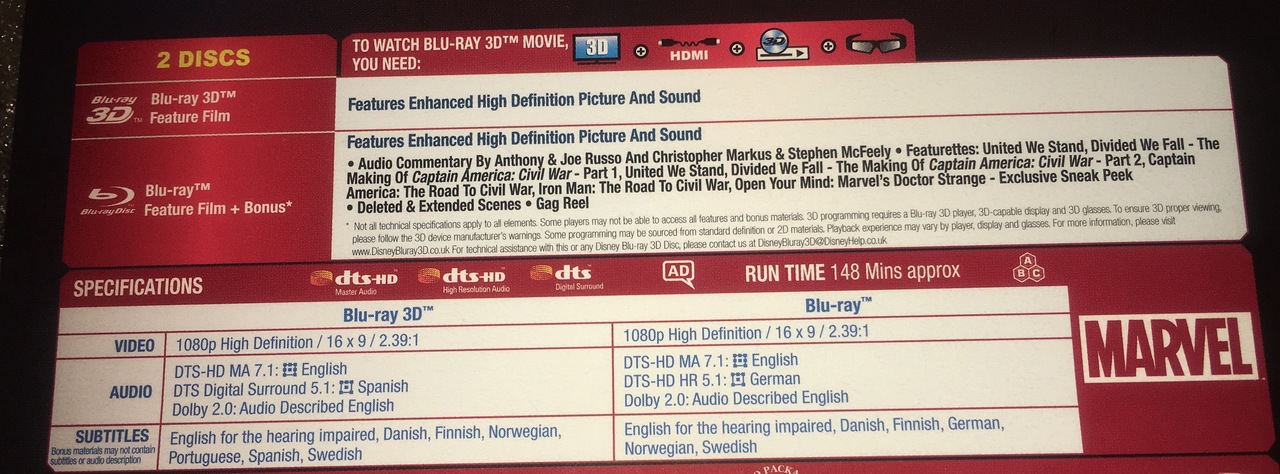 2 DISCS
TO WATCH BLU-RAY 3D™ MOVIE,
YOU NEED:
3D
HDMI
3D
Blu-ray
3D™
Blu-ray 3D™
Feature Film
Features Enhanced High Definition Picture And Sound
Blu-ray Disc
Blu-ray™
Feature Film + Bonus*
Features Enhanced High Definition Picture And Sound
• Audio Commentary By Anthony & Joe Russo And Christopher Markus & Stephen McFeely • Featurettes: United We Stand, Divided We Fall - The
Making Of Captain America: Civil War - Part 1, United We Stand, Divided We Fall - The Making Of Captain America: Civil War - Part 2, Captain
America: The Road To Civil War, Iron Man: The Road To Civil War, Open Your Mind: Marvel's Doctor Strange - Exclusive Sneak Peek
• Deleted & Extended Scenes • Gag Reel
* Not all technical specifications apply to all elements. Some players may not be able to access all features and bonus materials. 3D programming requires a Blu-ray 3D player, 3D-capable display and 3D glasses. To ensure 3D proper viewing,
please follow the 3D device manufacturer's warnings. Some programming may be sourced from standard definition or 2D materials. Playback experience may vary by player, display and glasses. For more information, please visit
www.DisneyBluray3D.co.uk For technical assistance with this or any Disney Blu-ray 3D Disc, please contact us at DisneyBluray3D@DisneyHelp.co.uk
SPECIFICATIONS
dts-HD
Master Audio
dts-HD
High Resolution Audio
dts
Digital Surround
AD
RUN TIME 148 Mins approx
A
B C
Blu-ray 3D™
Blu-ray™
VIDEO
1080p High Definition / 16 x 9 / 2.39:1
1080p High Definition / 16 x 9 / 2.39:1
AUDIO
DTS-HD MA 7.1: English
DTS Digital Surround 5.1: Spanish
Dolby 2.0: Audio Described English
DTS-HD MA 7.1: English
DTS-HD HR 5.1: German
Dolby 2.0: Audio Described English
MARVEL
SUBTITLES
Bonus materials may not contain
subtitles or audio description
English for the hearing impaired, Danish, Finnish, Norwegian,
Portuguese, Spanish, Swedish
English for the hearing impaired, Danish, Finnish, German,
Norwegian, Swedish